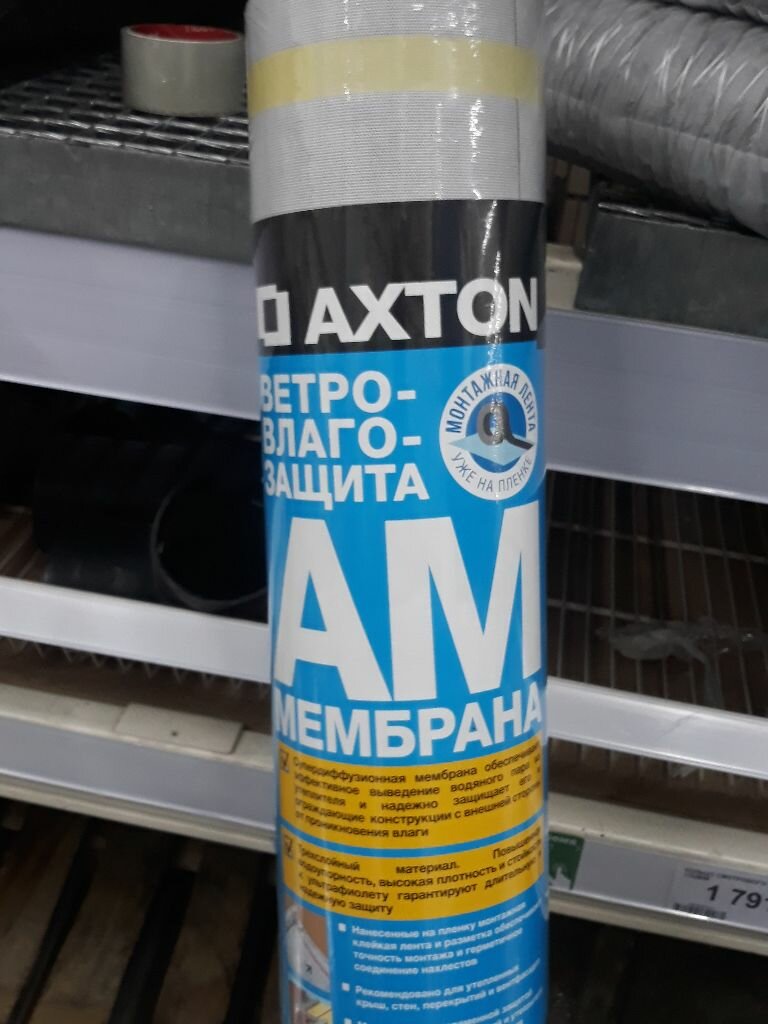 AXTON
ВЕТРО-
ВЛАГО-
ЗАЩИТА
МОНТАЖНАЯ ЛЕНТА
УЖЕ НА ПЛЕНКЕ
АМ
МЕМБРАНА
Супердиффузионная мембрана обеспечивает
эффективное выведение водяного пара из
утеплителя и надежно защищает его и
ограждающие конструкции с внешней стороны
от проникновения влаги
Трехслойный материал. Повышенная
водоупорность, высокая плотность и стойкость
к ультрафиолету гарантируют длительную и
надежную защиту
Нанесенные на пленку монтажная
клейкая лента и разметка обеспечивают
точность монтажа и герметичное
соединение нахлестов
Рекомендовано для утепленных
крыш, стен, перекрытий и
1 791